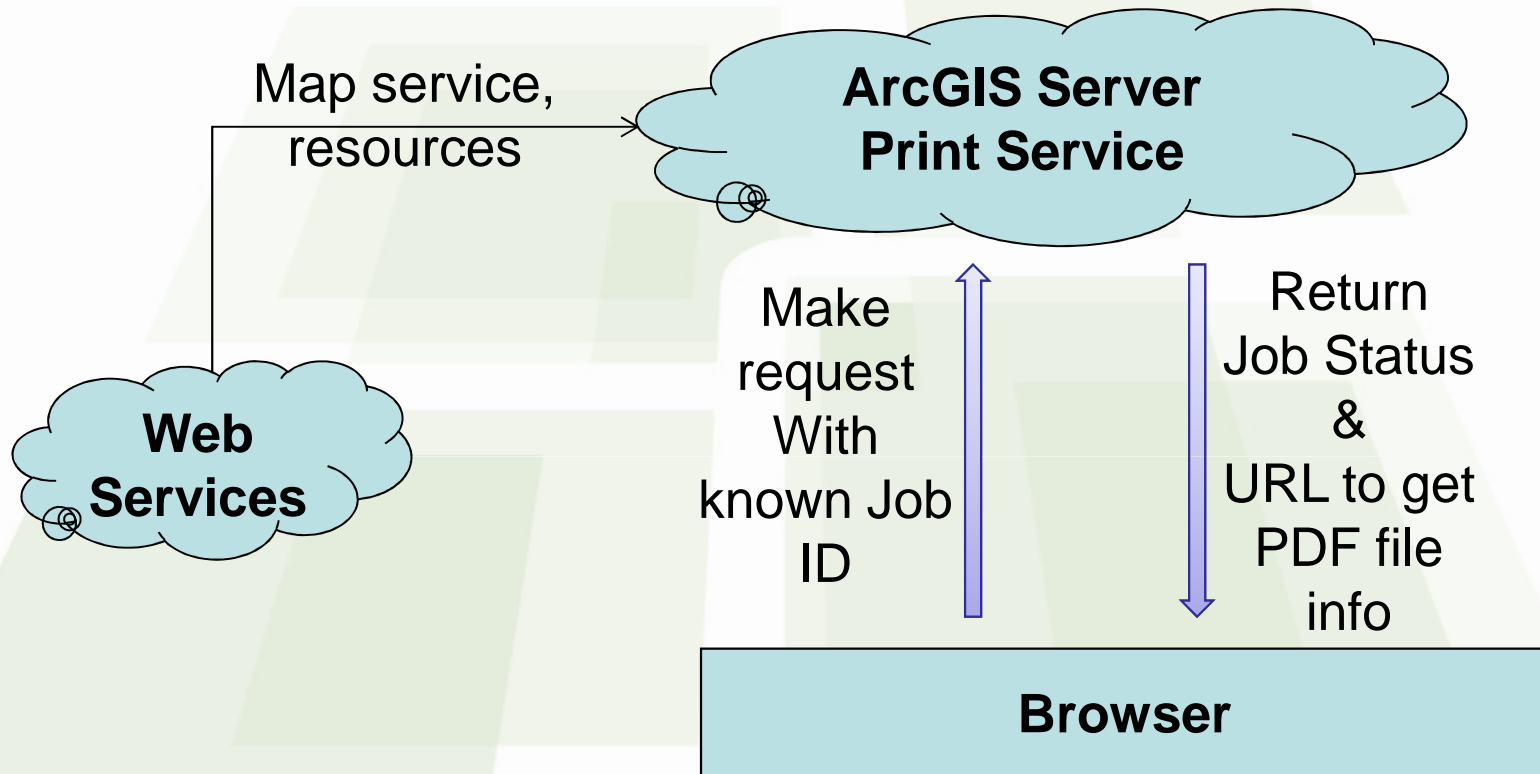 Map service,
resources
ArcGIS Server
Print Service
Web
Services
Make
request
With
known Job
ID
Return
Job Status
&
URL to get
PDF file
info
Browser